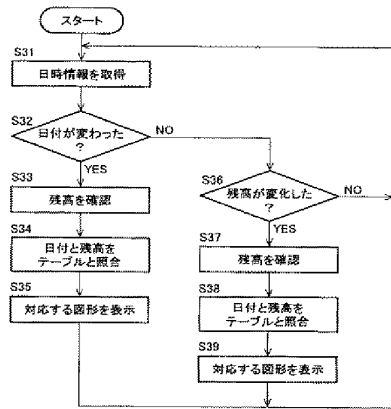 スタート
S31
日時情報を取得
S32
日付が変わった
?
NO
YES
S33
残高を確認
S34
日付と残高を
テーブルと照合
S35
対応する図形を表示
S36
残高が変化した
?
NO
YES
S37
残高を確認
S38
日付と残高を
テーブルと照合
S39
対応する図形を表示